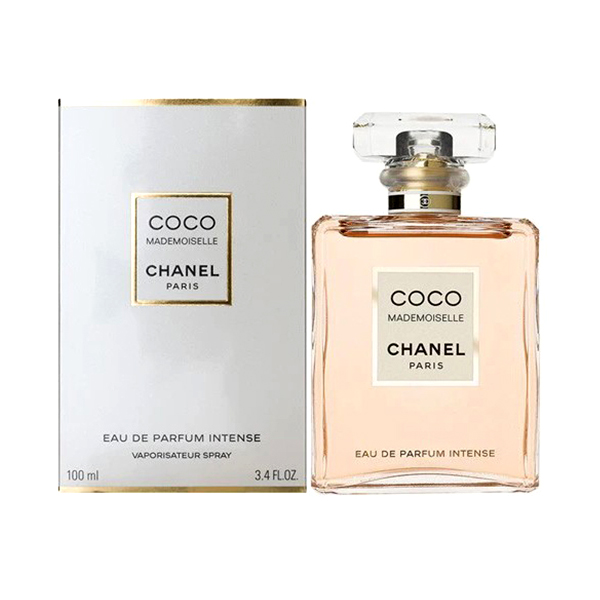 COCO
MADEMOISELLE
CHANEL
PARIS
EAU DE PARFUM INTENSE
VAPORISATEUR SPRAY
100 ml 3.4 FL.OZ.
COCO
MADEMOISELLE
CHANEL
PARIS
EAU DE PARFUM INTENSE